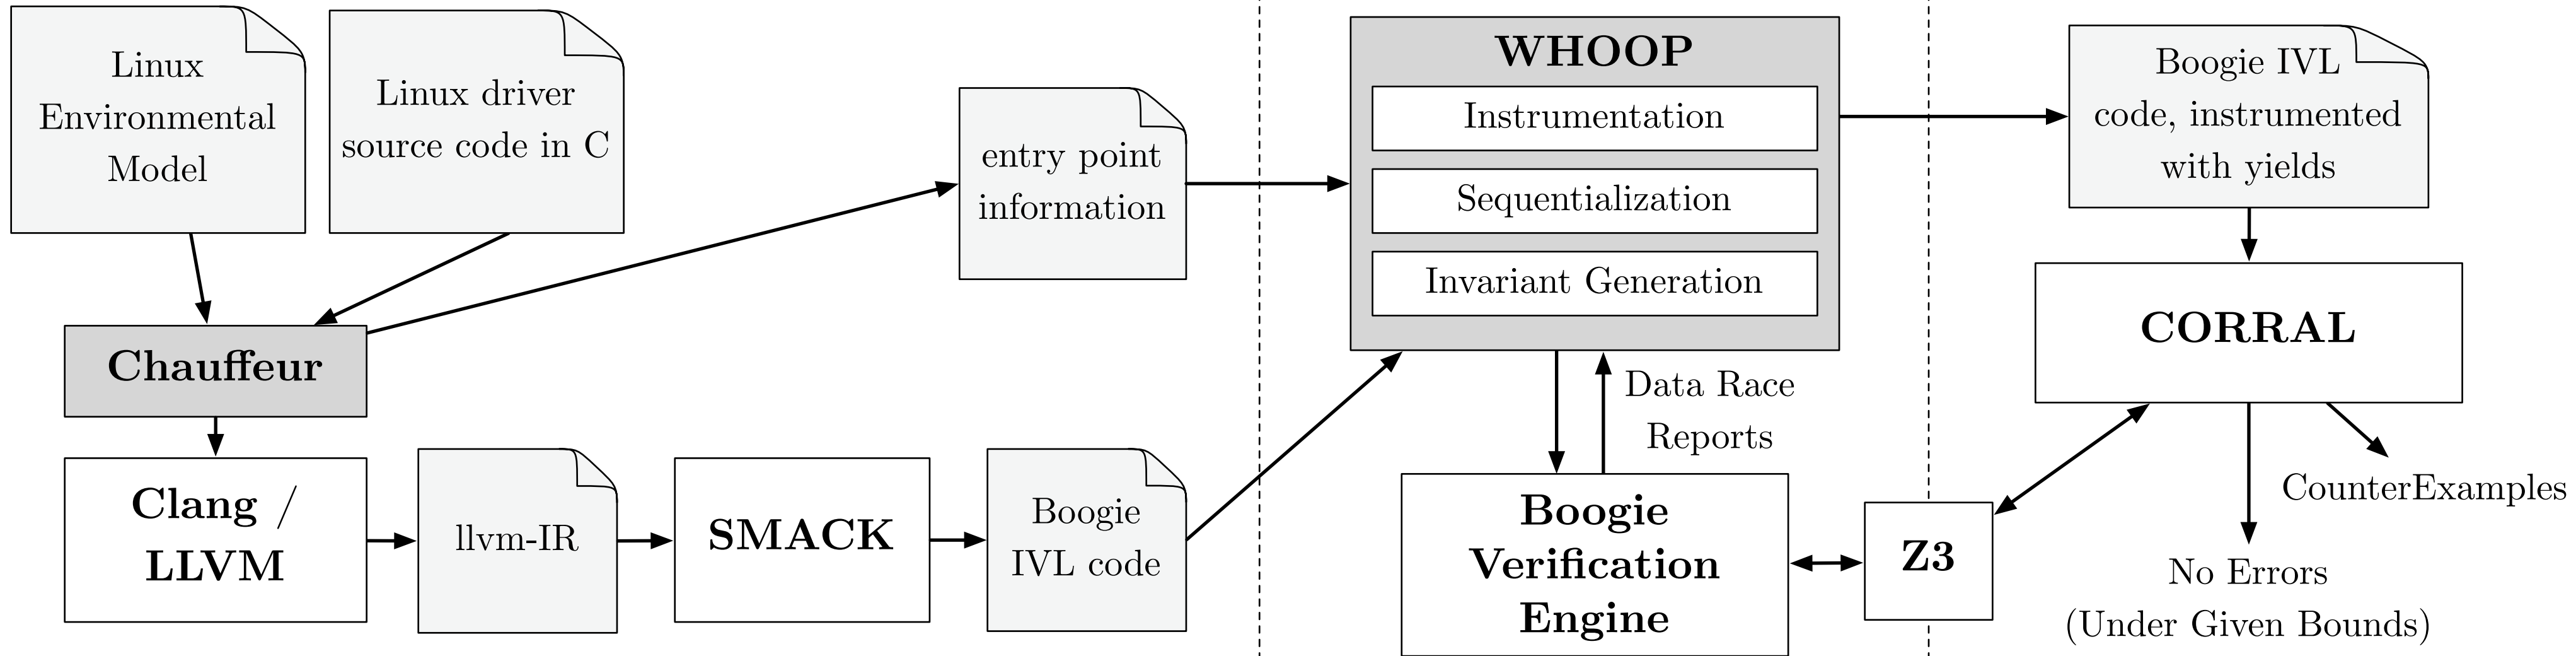 Linux
Environmental
Model
Linux driver
source code in C
entry point
information
Chauffeur
Clang /
LLVM
llvm-IR
SMACK
Boogie
IVL code
WHOOP
Instrumentation
Sequentialization
Invariant Generation
Data Race
Reports
Boogie
Verification
Engine
Z3
Boogie IVL
code, instrumented
with yields
CORRAL
CounterExamples
No Errors
(Under Given Bounds)